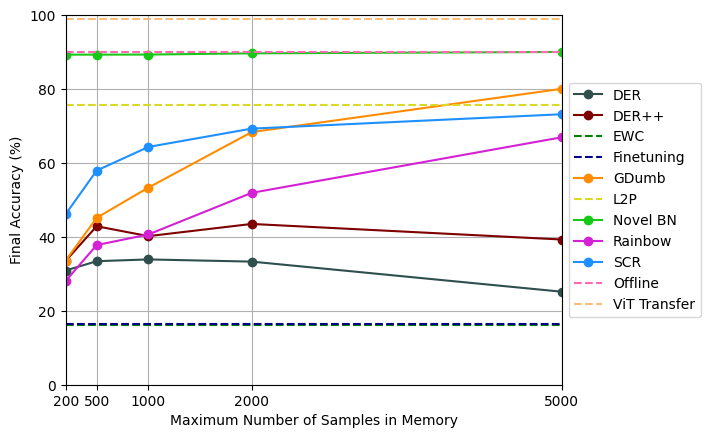 100
80
60
40
20
0
Final Accuracy (%)
200 500 1000 2000 5000
Maximum Number of Samples in Memory
DER
DER++
EWC
Finetuning
GDumb
L2P
Novel BN
Rainbow
SCR
Offline
ViT Transfer